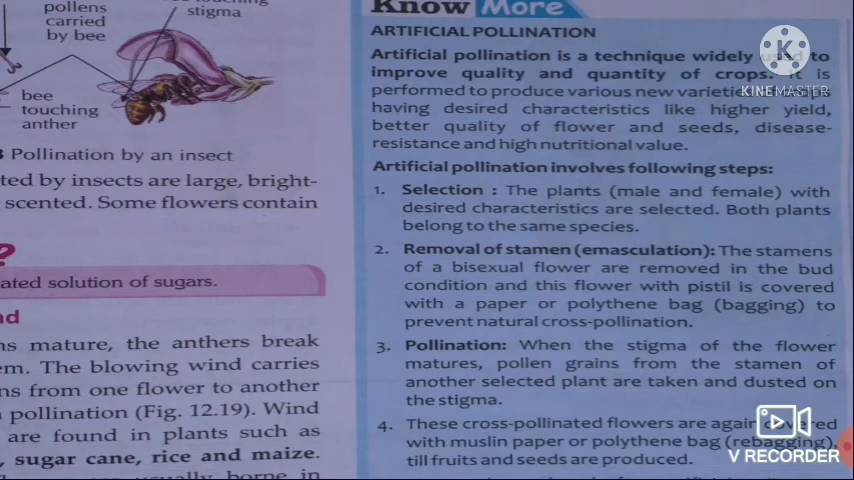 touching
stigma
pollens
carried
by bee
bee
touching
anther
Pollination by an insect
ted by insects are large, bright-
scented. Some flowers contain
?
ated solution of sugars.
nd
ns mature, the anthers break
em. The blowing wind carries
ns from one flower to another
pollination (Fig. 12.19). Wind
are found in plants such as
, sugar cane, rice and maize.
usually borne in
Know More
ARTIFICIAL POLLINATION
Artificial pollination is a technique widely to
improve quality and quantity of crops. It is
performed to produce various new varieties
having desired characteristics like higher yield,
better quality of flower and seeds, disease-
resistance and high nutritional value.
Artificial pollination involves following steps:
1. Selection : The plants (male and female) with
desired characteristics are selected. Both plants
belong to the same species.
2. Removal of stamen (emasculation): The stamens
of a bisexual flower are removed in the bud
condition and this flower with pistil is covered
with a paper or polythene bag (bagging) to
prevent natural cross-pollination.
3. Pollination: When the stigma of the flower
matures, pollen grains from the stamen of
another selected plant are taken and dusted on
the stigma.
4. These cross-pollinated flowers are again covered
with muslin paper or polythene bag (rebagging),
till fruits and seeds are produced.
K
KINEMASTER
V RECORDER